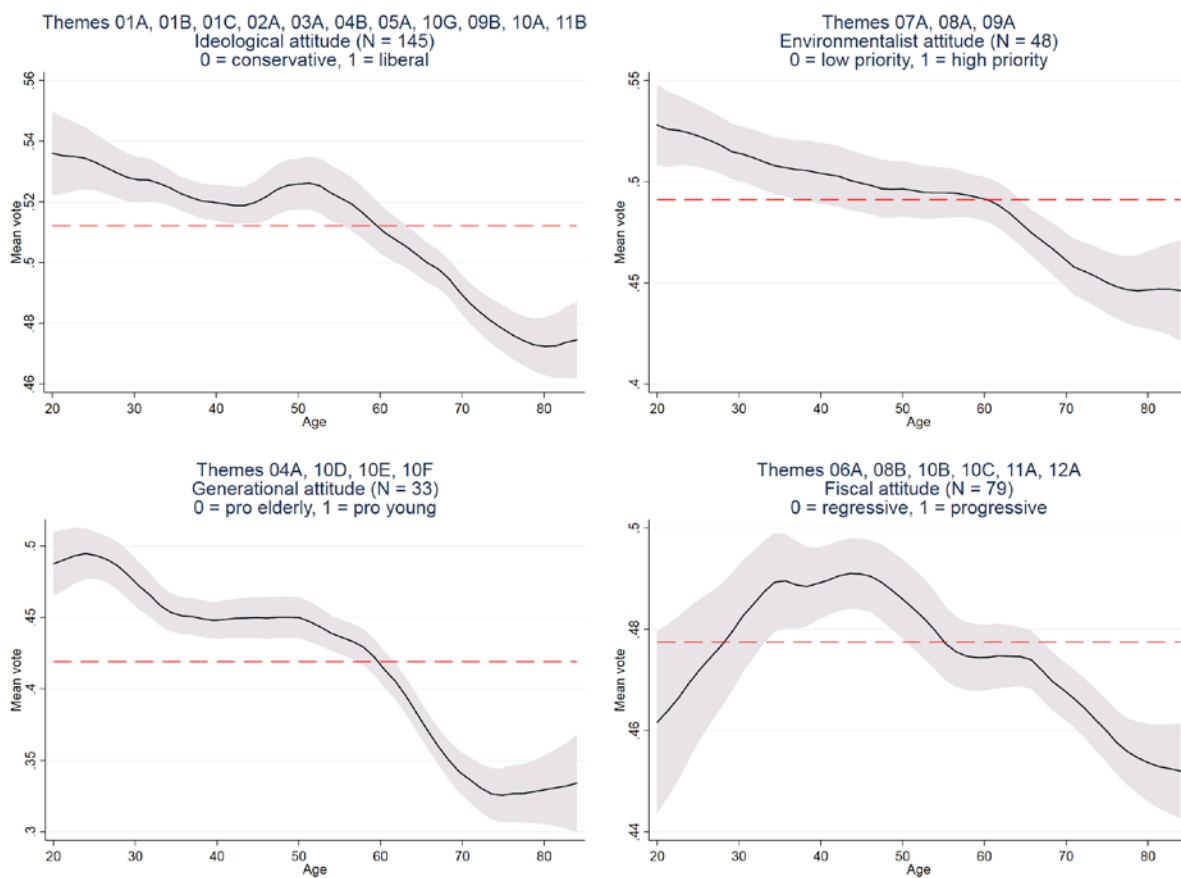 Themes 01A, 01B, 01C, 02A, 03A, 04B, 05A, 10G, 09B, 10A, 11B
Ideological attitude (N = 145)
0 = conservative, 1 = liberal
.56
.54
.52
.5
.48
.46
Mean vote
20 30 40 50 60 70 80
Age
Themes 07A, 08A, 09A
Environmentalist attitude (N = 48)
0 = low priority, 1 = high priority
.55
.5
.45
.4
Mean vote
20 30 40 50 60 70 80
Age
Themes 04A, 10D, 10E, 10F
Generational attitude (N = 33)
0 = pro elderly, 1 = pro young
.5
.45
.4
.35
.3
Mean vote
20 30 40 50 60 70 80
Age
Themes 06A, 08B, 10B, 10C, 11A, 12A
Fiscal attitude (N = 79)
0 = regressive, 1 = progressive
.5
.48
.46
.44
Mean vote
20 30 40 50 60 70 80
Age